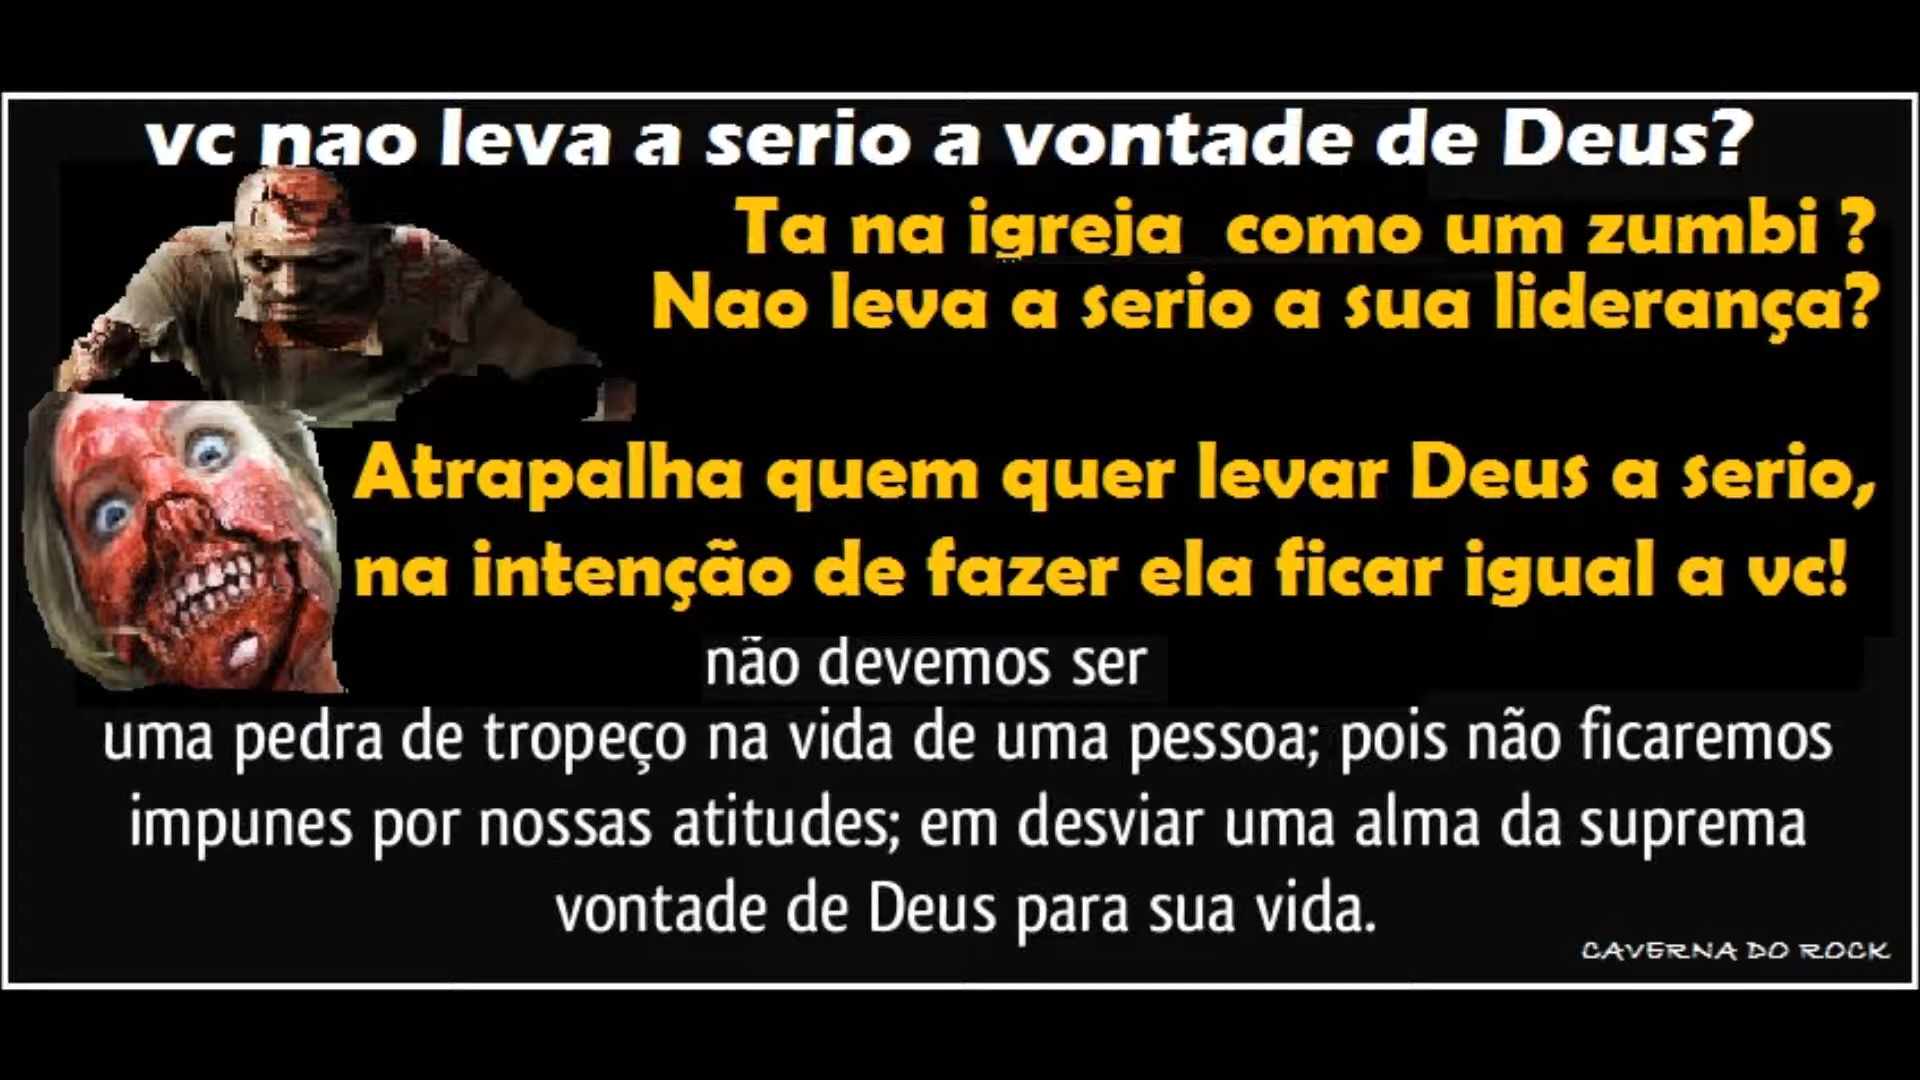 vc nao leva a serio a vontade de Deus?
Ta na igreja como um zumbi ?
Nao leva a serio a sua liderança?
Atrapalha quem quer levar Deus a serio,
na intenção de fazer ela ficar igual a vc!
não devemos ser
uma pedra de tropeço na vida de uma pessoa; pois não ficaremos
impunes por nossas atitudes; em desviar uma alma da suprema
vontade de Deus para sua vida.
CAVERNA DO ROCK